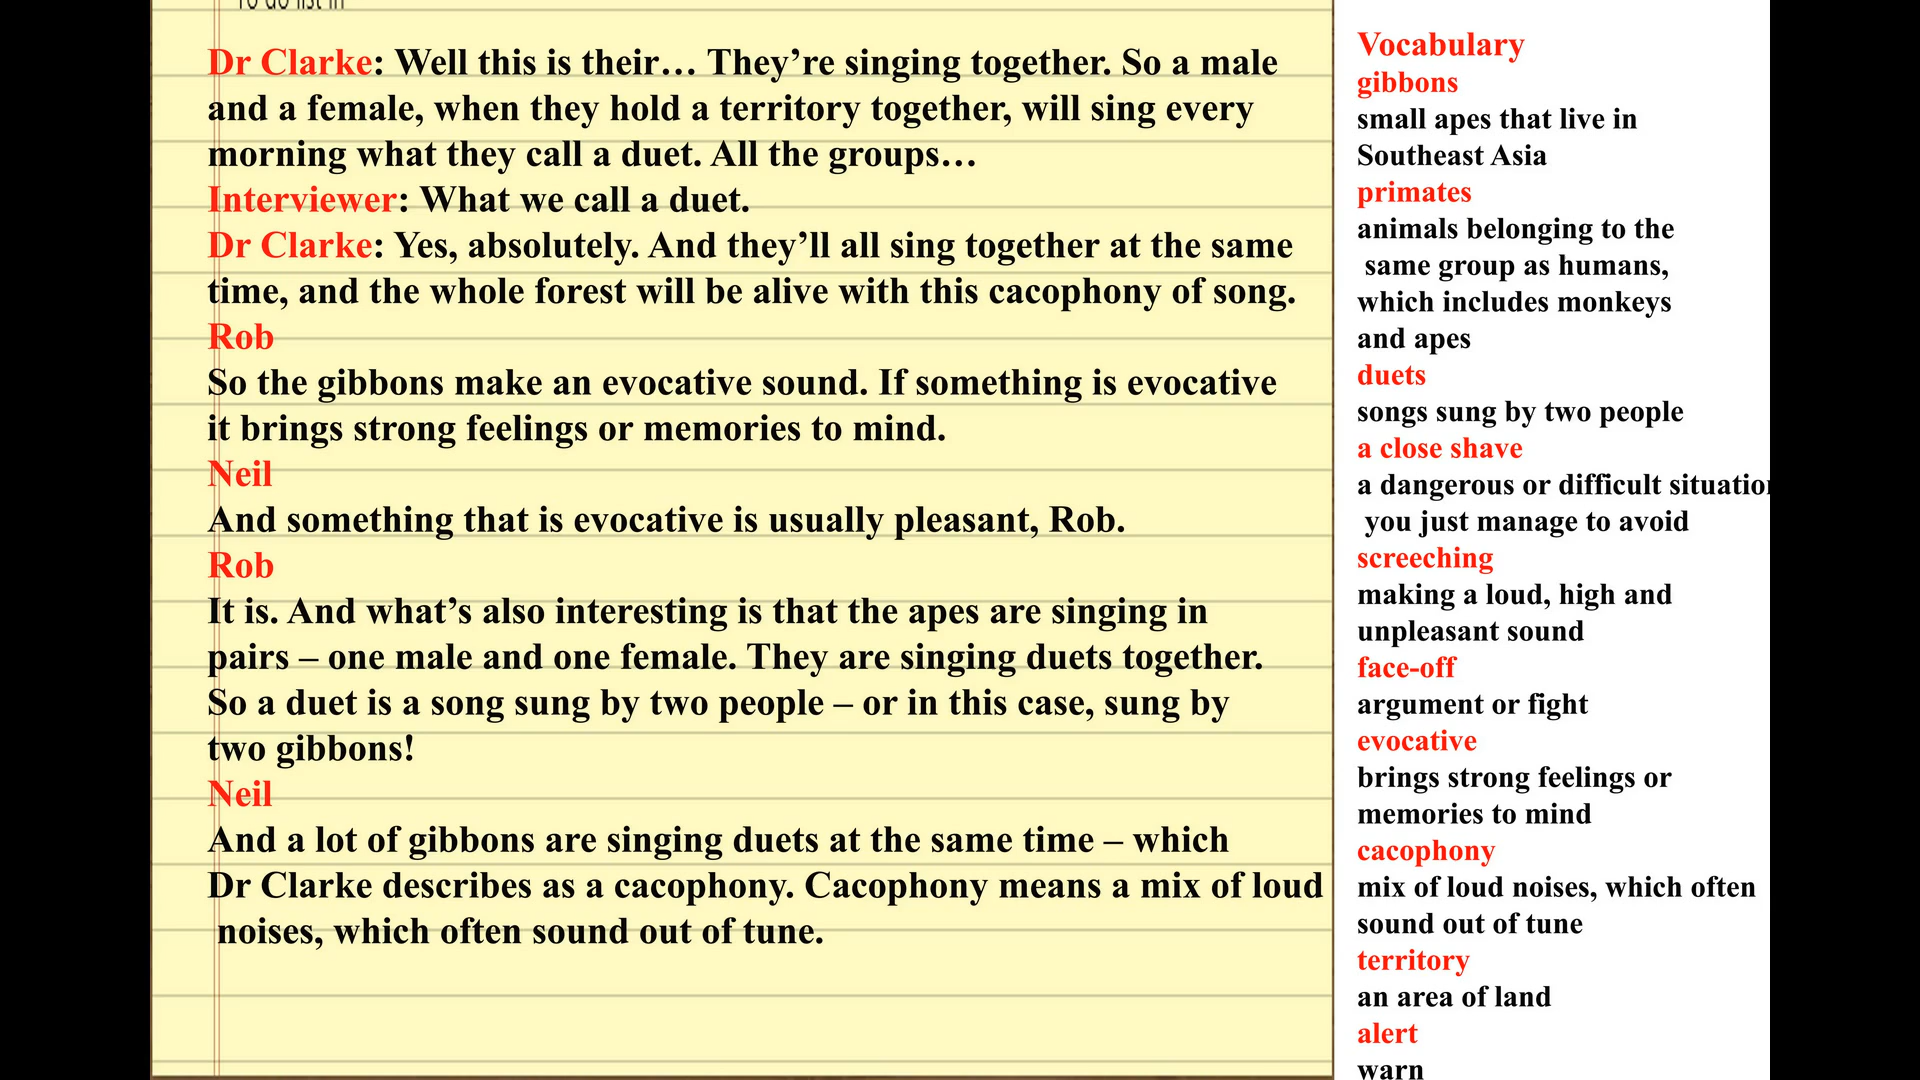 To do list in
Dr Clarke: Well this is their… They’re singing together. So a male
and a female, when they hold a territory together, will sing every
morning what they call a duet. All the groups…
Interviewer: What we call a duet.
Dr Clarke: Yes, absolutely. And they’ll all sing together at the same
time, and the whole forest will be alive with this cacophony of song.
Rob
So the gibbons make an evocative sound. If something is evocative
it brings strong feelings or memories to mind.
Neil
And something that is evocative is usually pleasant, Rob.
Rob
It is. And what’s also interesting is that the apes are singing in
pairs – one male and one female. They are singing duets together.
So a duet is a song sung by two people – or in this case, sung by
two gibbons!
Neil
And a lot of gibbons are singing duets at the same time – which
Dr Clarke describes as a cacophony. Cacophony means a mix of loud
noises, which often sound out of tune.
Vocabulary
gibbons
small apes that live in
Southeast Asia
primates
animals belonging to the
same group as humans,
which includes monkeys
and apes
duets
songs sung by two people
a close shave
a dangerous or difficult situation
you just manage to avoid
screeching
making a loud, high and
unpleasant sound
face-off
argument or fight
evocative
brings strong feelings or
memories to mind
cacophony
mix of loud noises, which often
sound out of tune
territory
an area of land
alert
warn